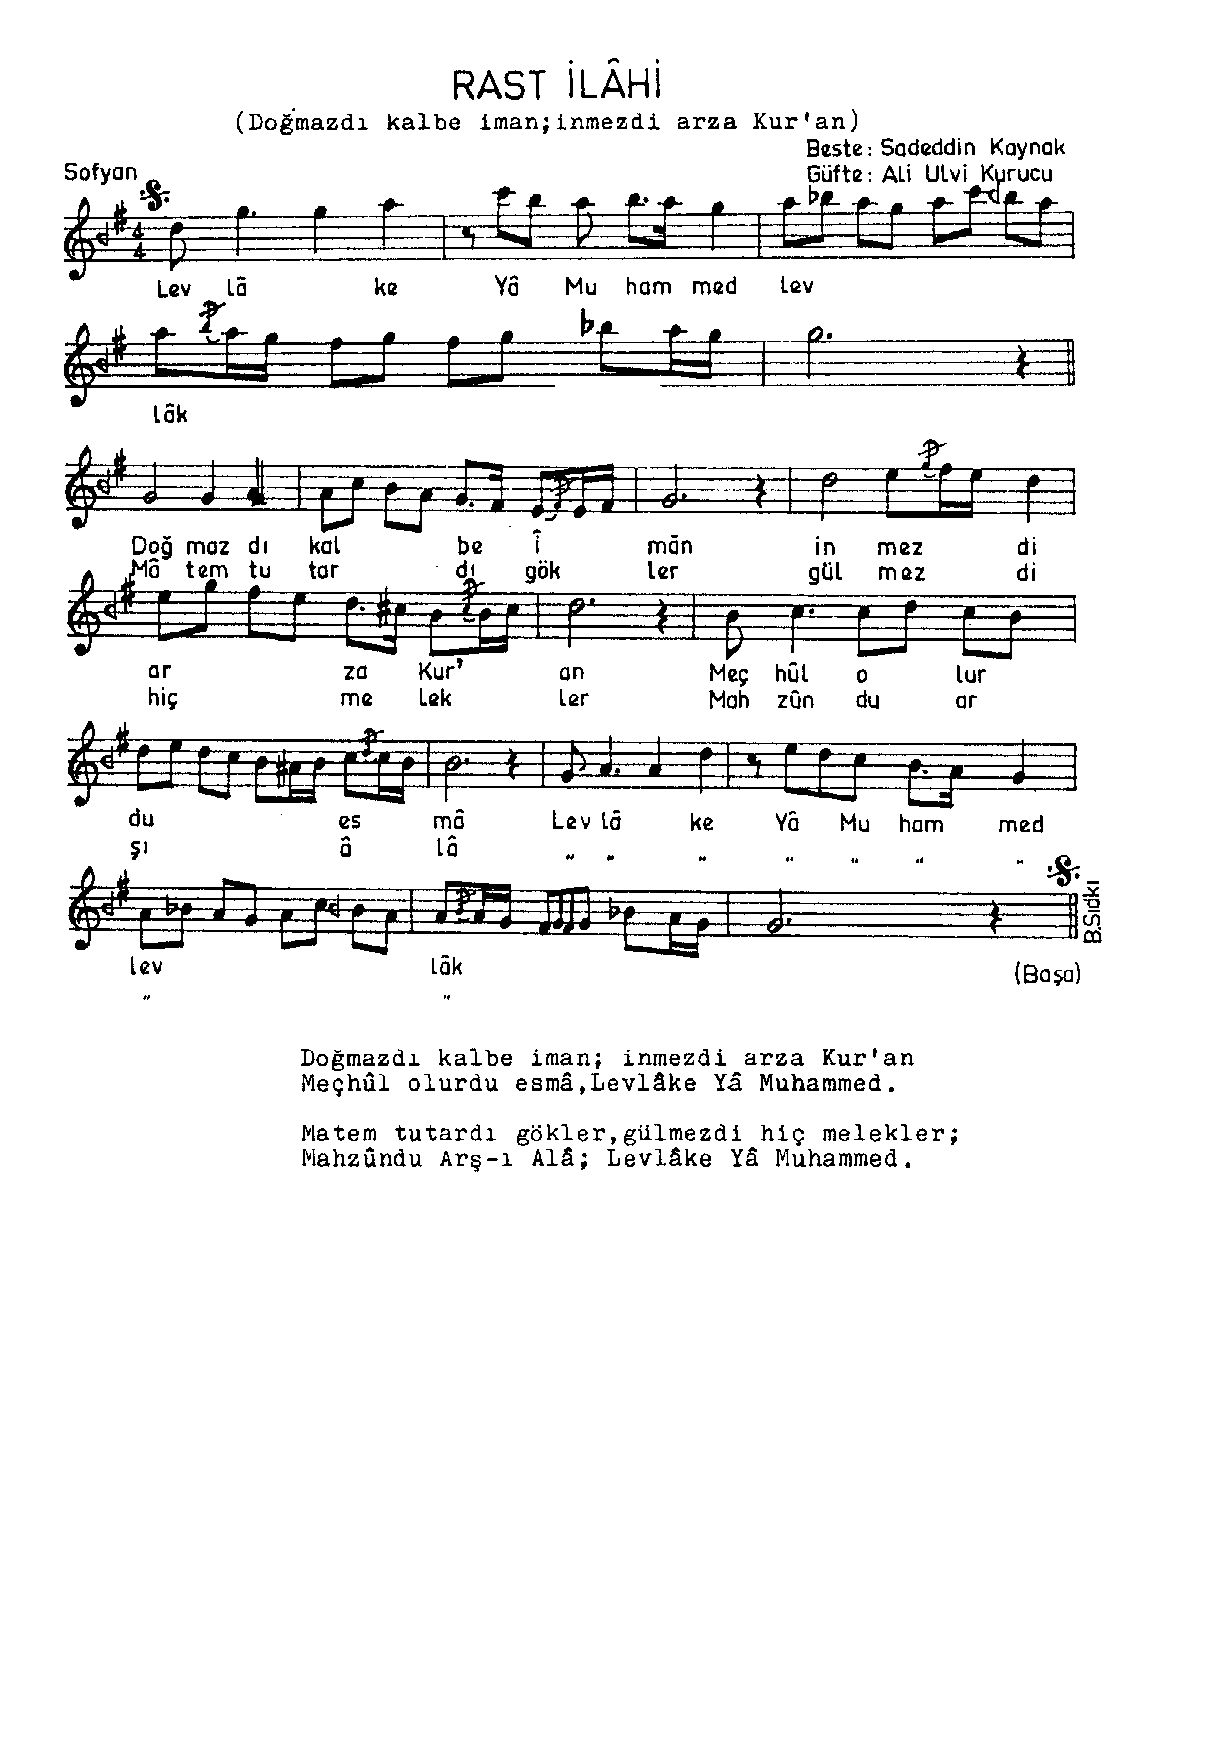 RAST İLÂHİ
(Doğmazdı kalbe iman;inmezdi arza Kur'an)
Beste: Sadeddin Kaynak
Sofyan
Güfte: Ali Ulvi Kurucu
4
4
Lev lâ ke Yâ Mu ham med lev
lâk
Doğ maz dı kal be î mân in mez di
Mâ tem tu tar dı gök ler gül mez di
ar za Kur' an Meç hûl o lur
hiç me lek ler Mah zûn du ar
du es mâ Lev lâ ke Yâ Mu ham med
şı â lâ " " " " " " "
lev lâk (Başa)
" "
B.Sıdkı
Doğmazdı kalbe iman; inmezdi arza Kur'an
Meçhûl olurdu esmâ,Levlâke Yâ Muhammed.
Matem tutardı gökler,gülmezdi hiç melekler;
Mahzûndu Arş-ı Alâ; Levlâke Yâ Muhammed.